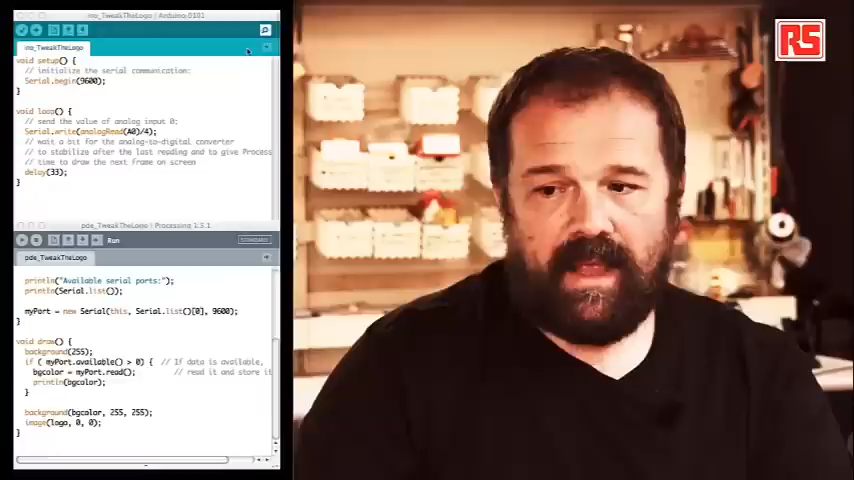 ino_TweakTheLogo | Arduino 0101
ino_TweakTheLogo
void setup() {
// initialize the serial communication:
Serial.begin(9600);
}
void loop() {
// send the value of analog input 0:
Serial.write(analogRead(A0)/4);
// wait a bit for the analog-to-digital converter
// to stabilize after the last reading and to give Process
// time to draw the next frame on screen
delay(33);
}
pde_TweakTheLogo | Processing 1.5.1
Run
STANDARD
pde_TweakTheLogo
println("Available serial ports:");
println(Serial.list());
myPort = new Serial(this, Serial.list()[0], 9600);
}
void draw() {
background(255);
if ( myPort.available() > 0) { // If data is available,
bgcolor = myPort.read(); // read it and store it
println(bgcolor);
}
background(bgcolor, 255, 255);
image(logo, 0, 0);
}
RS